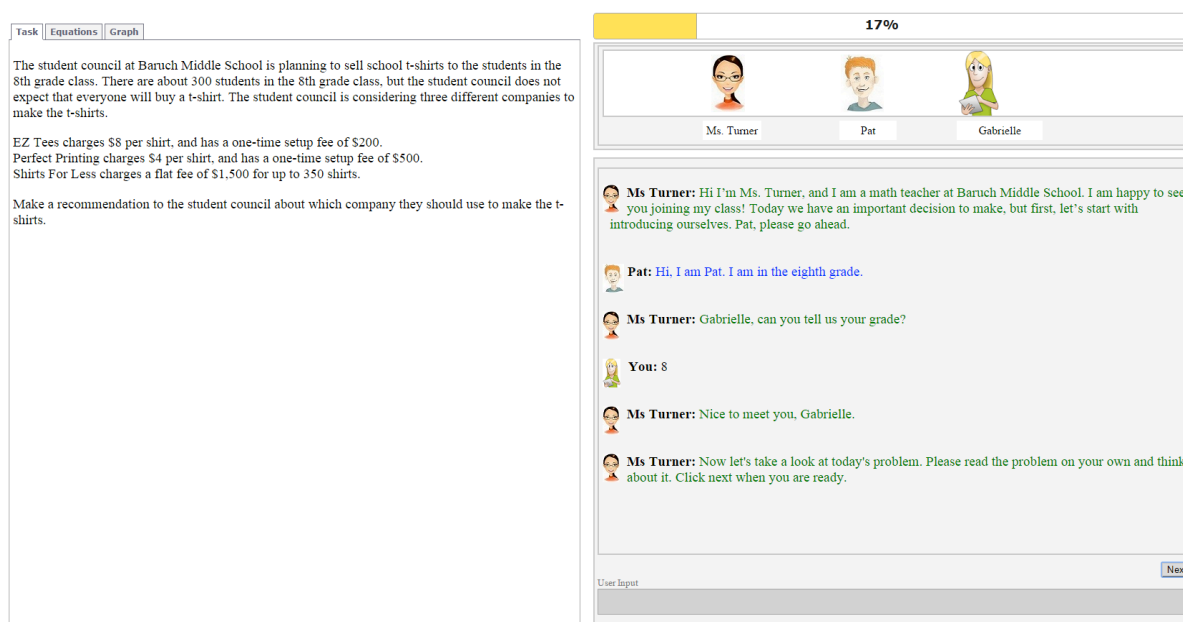 Task Equations Graph
The student council at Baruch Middle School is planning to sell school t-shirts to the students in the
8th grade class. There are about 300 students in the 8th grade class, but the student council does not
expect that everyone will buy a t-shirt. The student council is considering three different companies to
make the t-shirts.
EZ Tees charges $8 per shirt, and has a one-time setup fee of $200.
Perfect Printing charges $4 per shirt, and has a one-time setup fee of $500.
Shirts For Less charges a flat fee of $1,500 for up to 350 shirts.
Make a recommendation to the student council about which company they should use to make the t-
shirts.
17%
Ms. Turner Pat Gabrielle
Ms Turner: Hi I'm Ms. Turner, and I am a math teacher at Baruch Middle School. I am happy to see
you joining my class! Today we have an important decision to make, but first, let's start with
introducing ourselves. Pat, please go ahead.
Pat: Hi, I am Pat. I am in the eighth grade.
Ms Turner: Gabrielle, can you tell us your grade?
You: 8
Ms Turner: Nice to meet you, Gabrielle.
Ms Turner: Now let's take a look at today's problem. Please read the problem on your own and think
about it. Click next when you are ready.
Nex
User Input